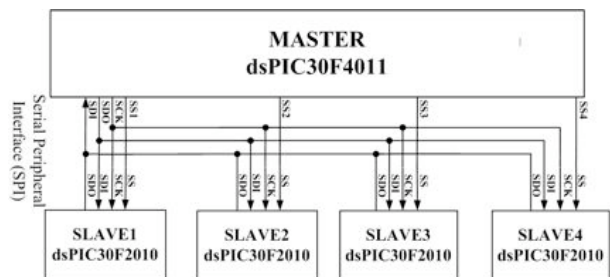 MASTER
dsPIC30F4011
Serial Peripheral
Interface (SPI)
SDI
SDO
SCK
SS1
SS2
SS3
SS4
SDO
SDI
SCK
SS
SDO
SDI
SCK
SS
SDO
SDI
SCK
SS
SDO
SDI
SCK
SS
SLAVE1
dsPIC30F2010
SLAVE2
dsPIC30F2010
SLAVE3
dsPIC30F2010
SLAVE4
dsPIC30F2010